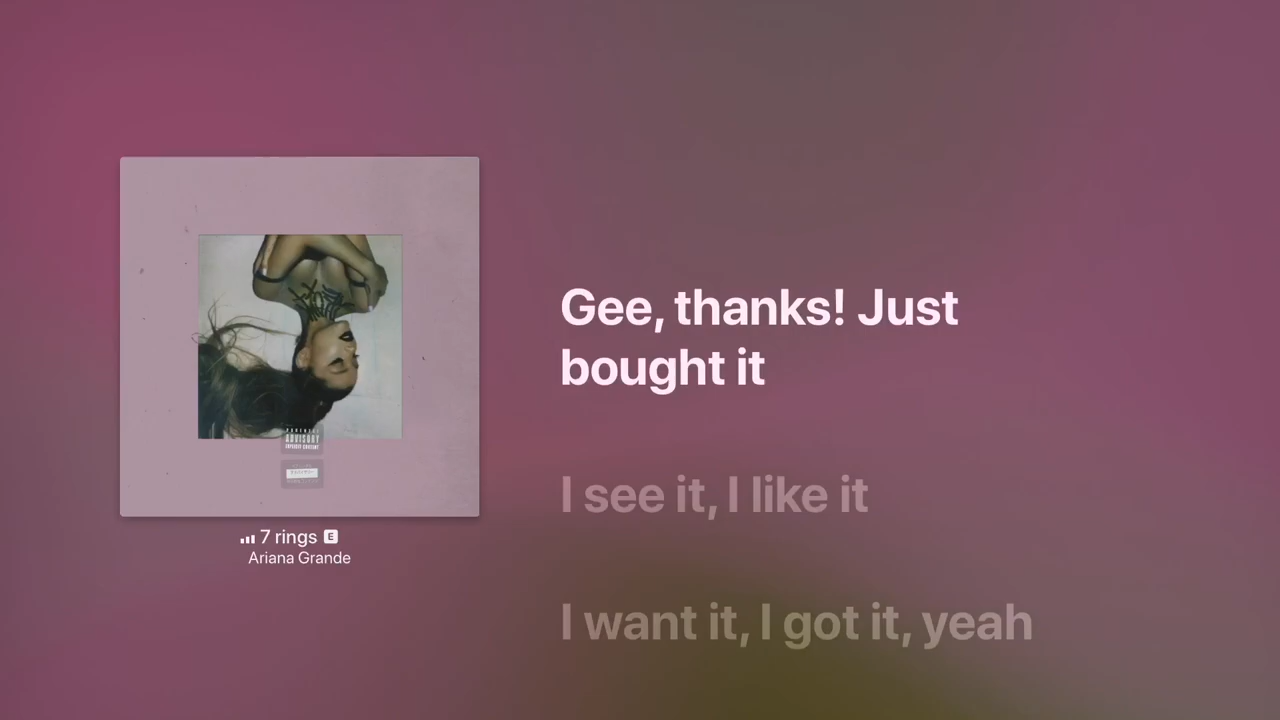 Gee, thanks! Just
bought it
I see it, I like it
I want it, I got it, yeah
ADVISORY
7 rings E
Ariana Grande